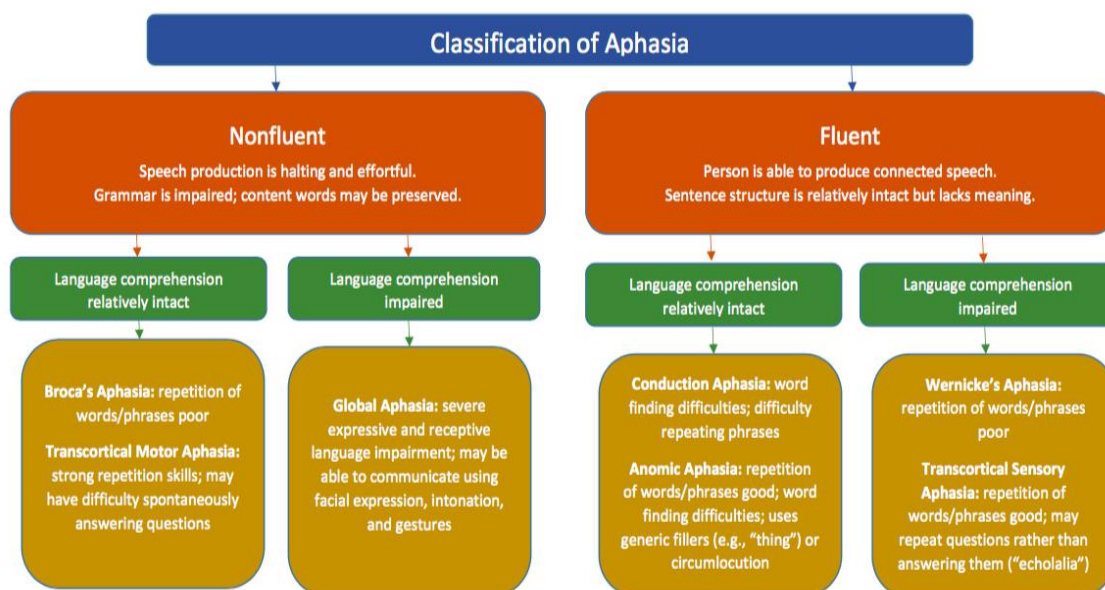 Classification of Aphasia
Nonfluent
Speech production is halting and effortful.
Grammar is impaired; content words may be preserved.
Fluent
Person is able to produce connected speech.
Sentence structure is relatively intact but lacks meaning.
Language comprehension
relatively intact
Language comprehension
impaired
Language comprehension
relatively intact
Language comprehension
impaired
Broca’s Aphasia: repetition of
words/phrases poor
Transcortical Motor Aphasia:
strong repetition skills; may
have difficulty spontaneously
answering questions
Global Aphasia: severe
expressive and receptive
language impairment; may be
able to communicate using
facial expression, intonation,
and gestures
Conduction Aphasia: word
finding difficulties; difficulty
repeating phrases
Anomic Aphasia: repetition
of words/phrases good; word
finding difficulties; uses
generic fillers (e.g., “thing”) or
circumlocution
Wernicke’s Aphasia:
repetition of words/phrases
poor
Transcortical Sensory
Aphasia: repetition of
words/phrases good; may
repeat questions rather than
answering them (“echolalia”)